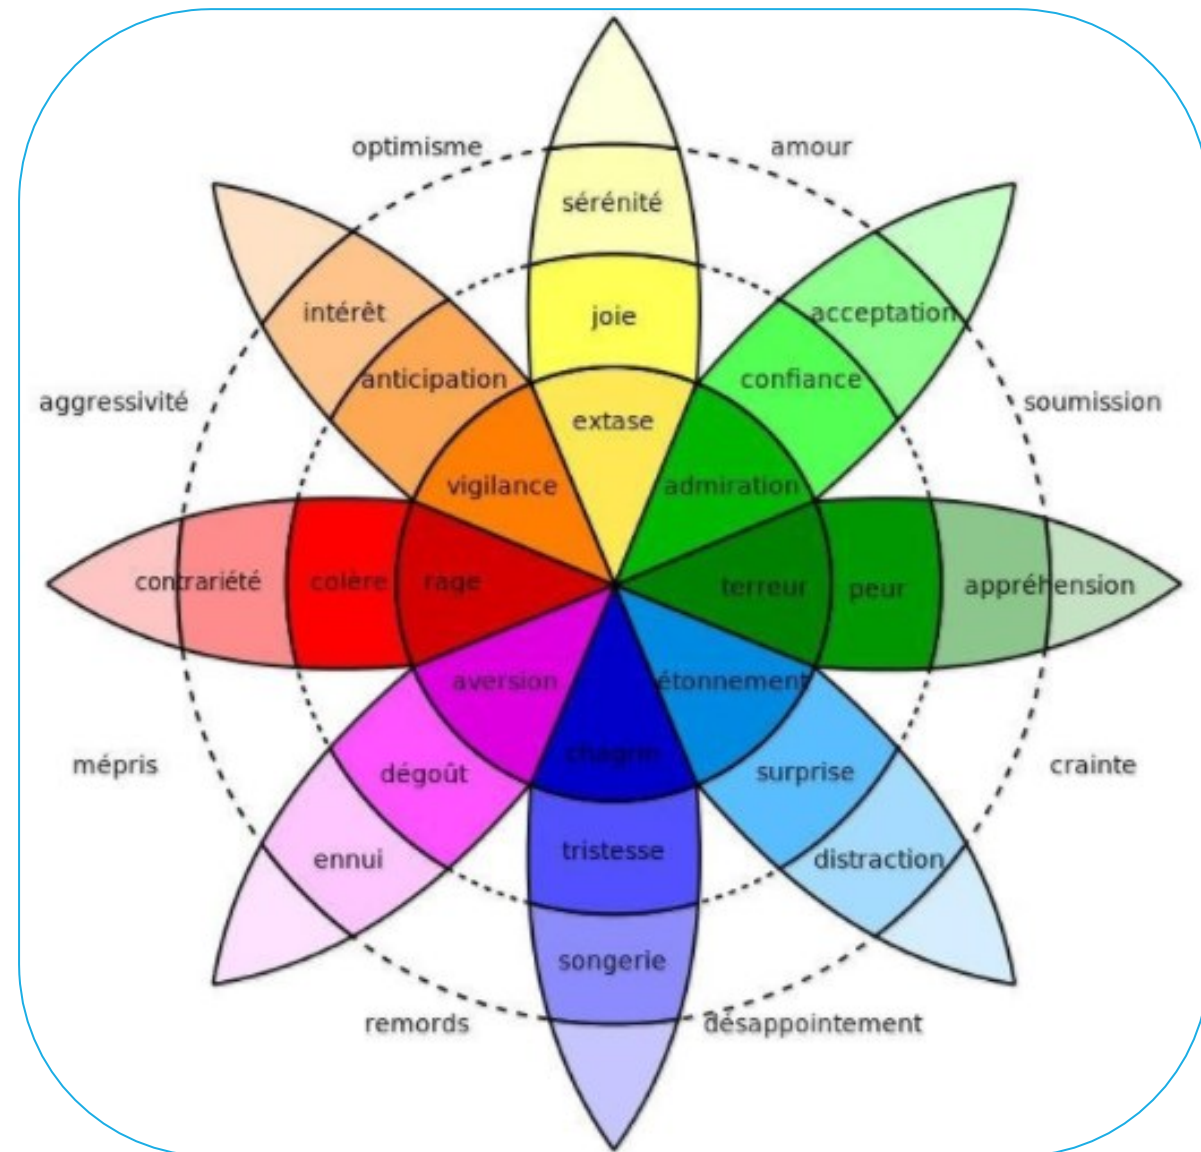 optimisme
amour
sérénité
intérêt
joie
acceptation
anticipation
confiance
aggressivité
soumission
extase
vigilance
admiration
contrariété
colère
rage
terreur
peur
appréhension
aversion
étonnement
chagrin
mépris
dégoût
surprise
crainte
ennui
tristesse
distraction
songerie
remords
désappointement